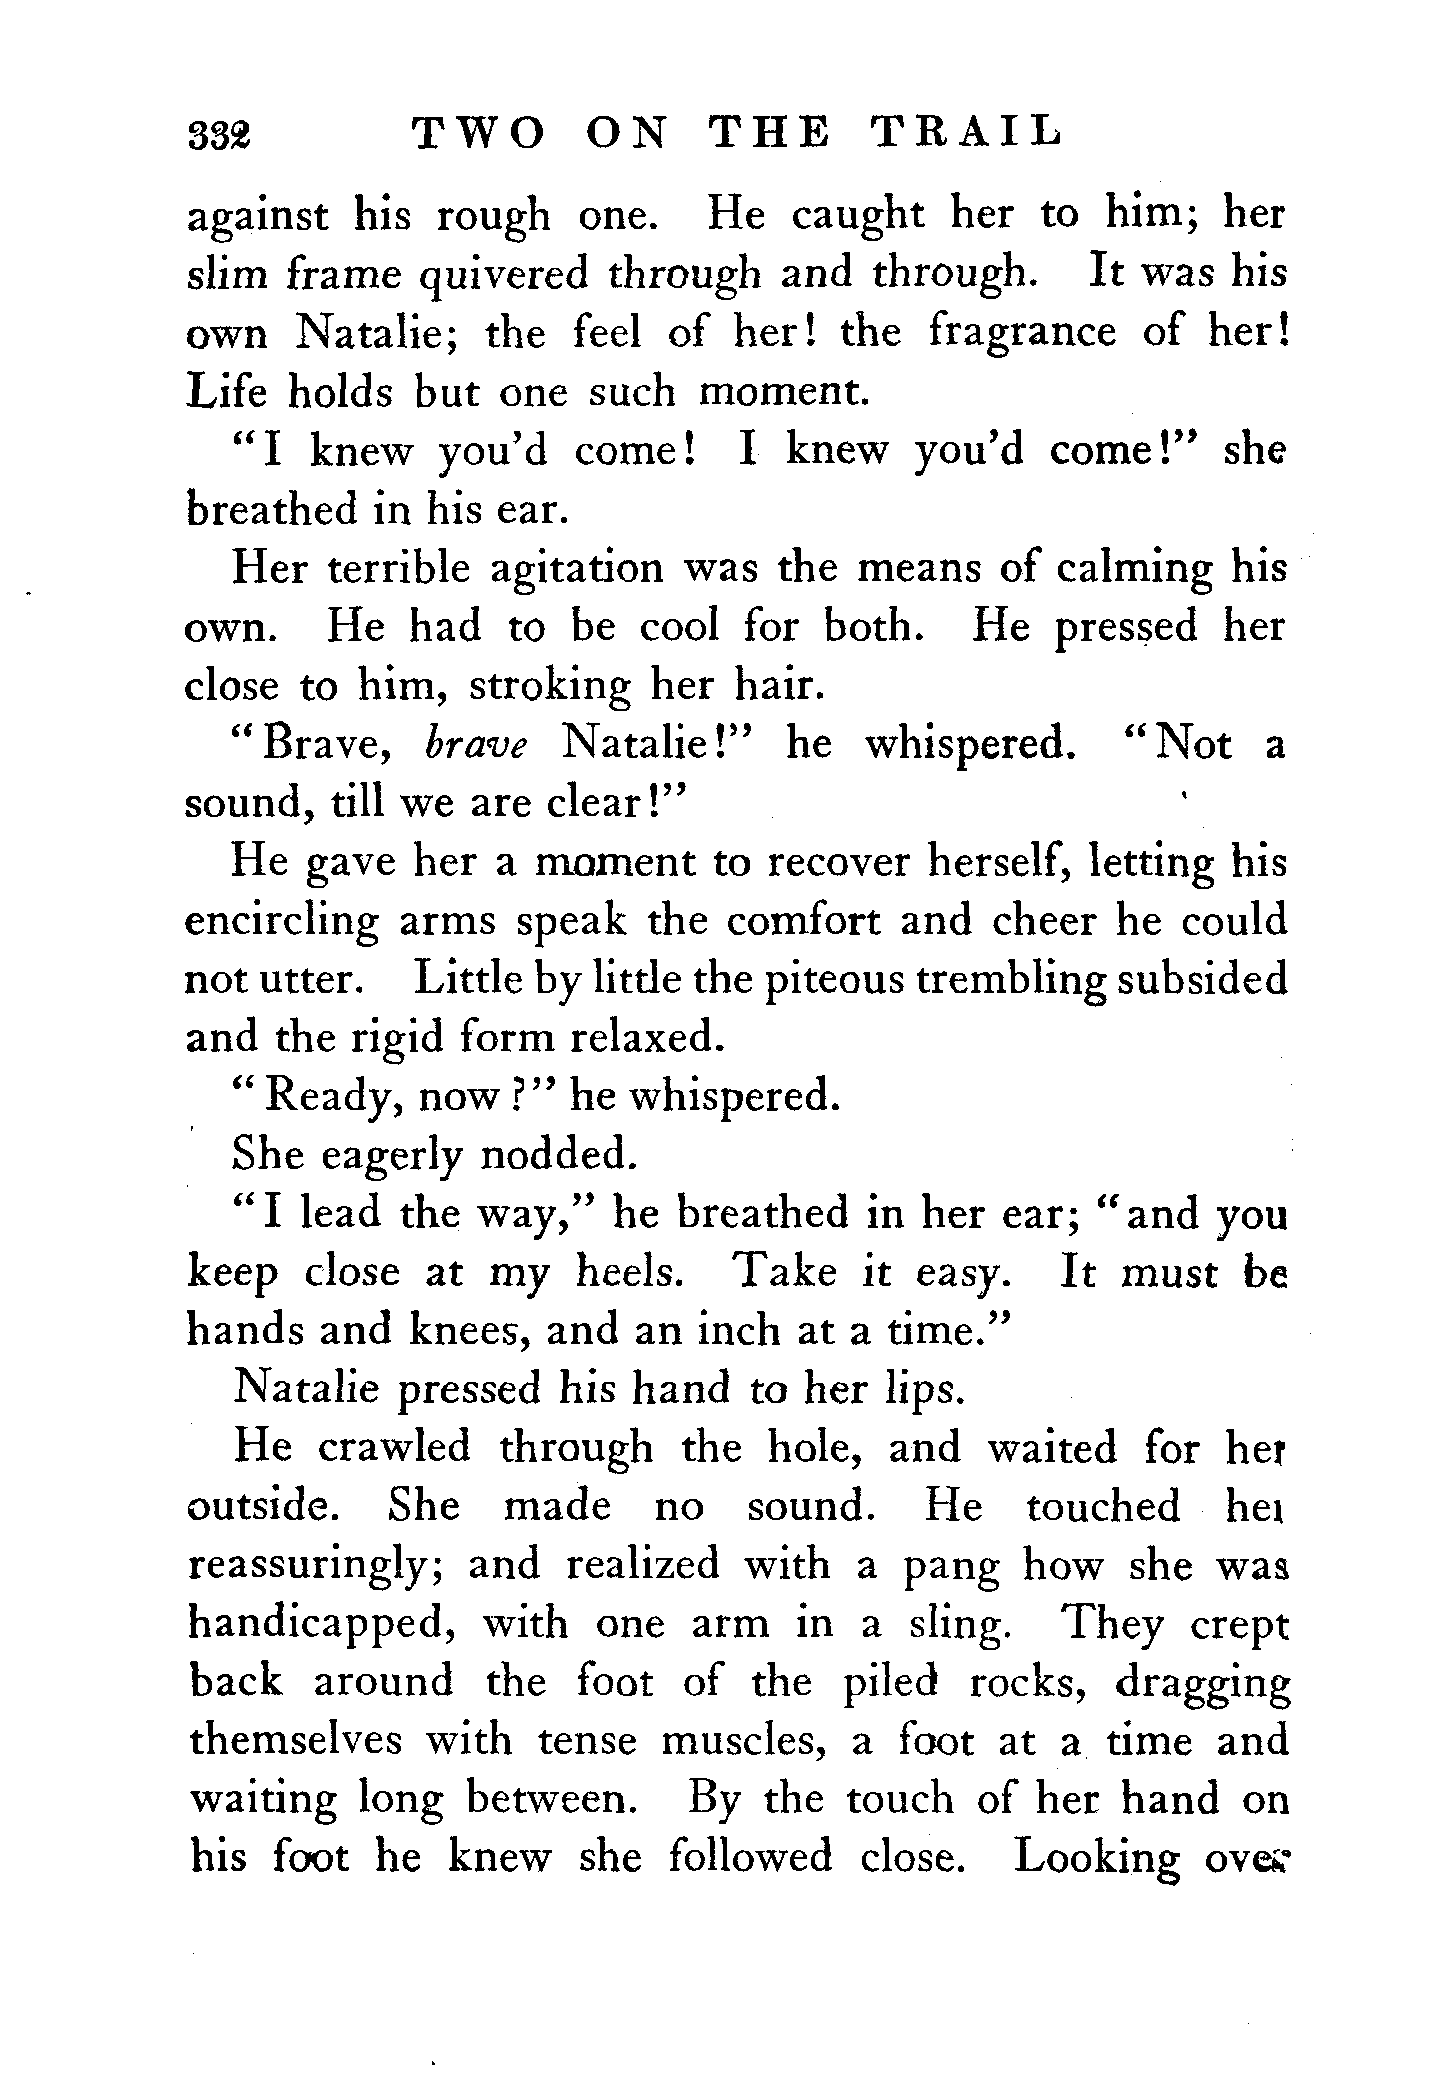 332 TWO ON THE TRAIL
against his rough one. He caught her to him; her
slim frame quivered through and through. It was his
own Natalie; the feel of her! the fragrance of her!
Life holds but one such moment.
"I knew you'd come! I knew you'd come!" she
breathed in his ear.
Her terrible agitation was the means of calming his
own. He had to be cool for both. He pressed her
close to him, stroking her hair.
"Brave, brave Natalie!" he whispered. "Not a
sound, till we are clear!"
He gave her a moment to recover herself, letting his
encircling arms speak the comfort and cheer he could
not utter. Little by little the piteous trembling subsided
and the rigid form relaxed.
"Ready, now?" he whispered.
She eagerly nodded.
"I lead the way," he breathed in her ear; "and you
keep close at my heels. Take it easy. It must be
hands and knees, and an inch at a time."
Natalie pressed his hand to her lips.
He crawled through the hole, and waited for her
outside. She made no sound. He touched her
reassuringly; and realized with a pang how she was
handicapped, with one arm in a sling. They crept
back around the foot of the piled rocks, dragging
themselves with tense muscles, a foot at a time and
waiting long between. By the touch of her hand on
his foot he knew she followed close. Looking over